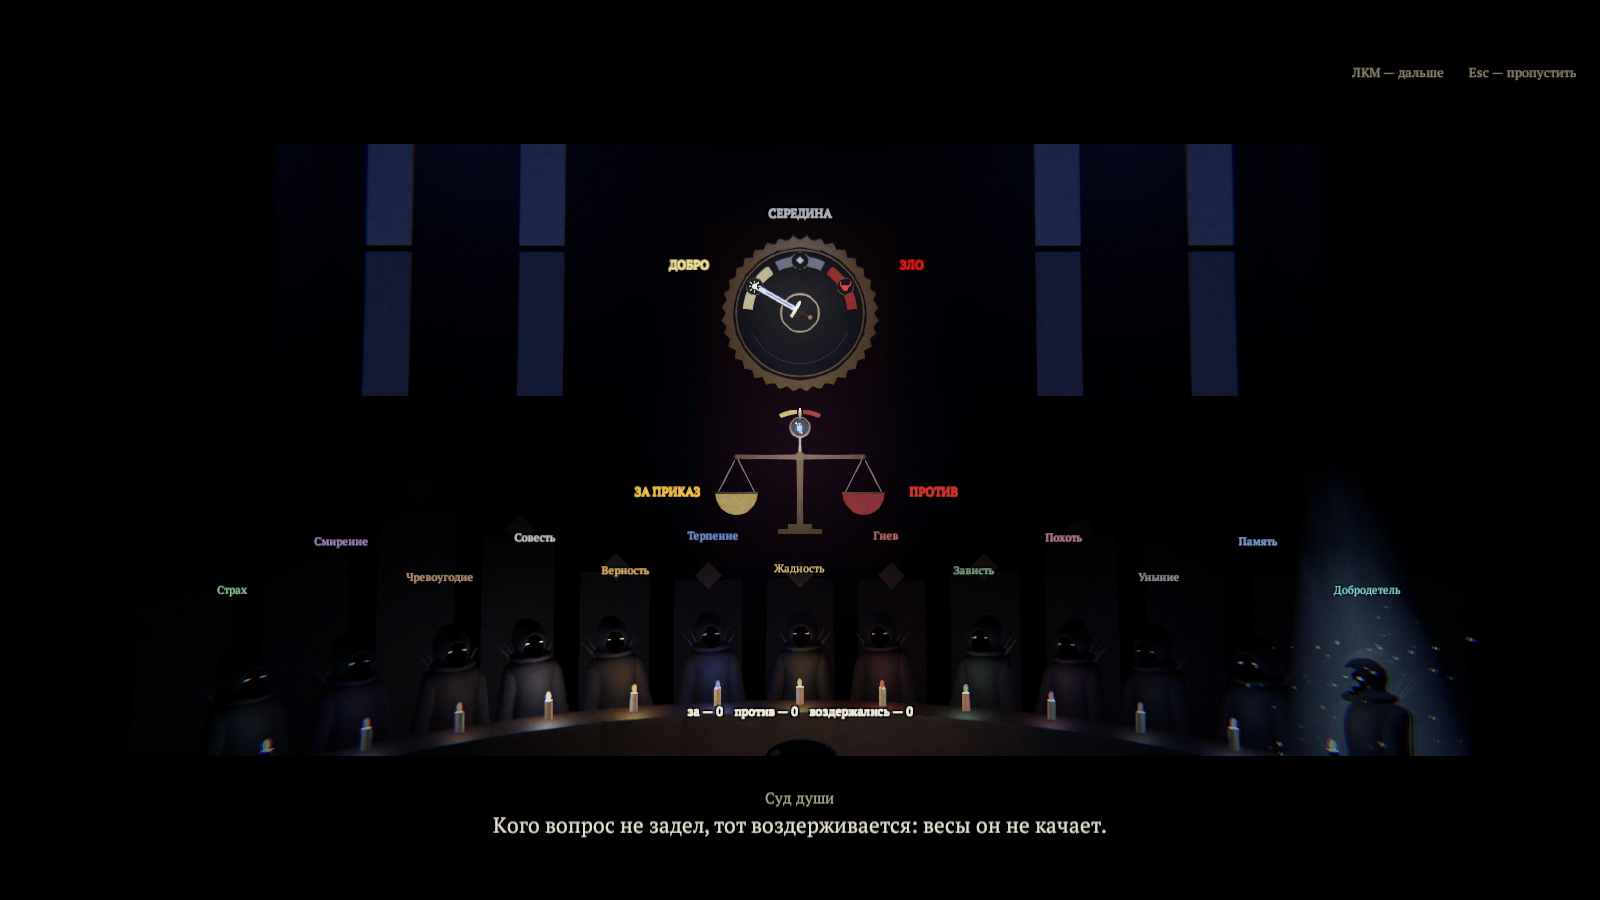 ЛКМ — дальше Esc — пропустить
СЕРЕДИНА
ДОБРО
ЗЛО
ЗА ПРИКАЗ
ПРОТИВ
Смирение
Совесть
Терпение
Гнев
Похоть
Память
Страх
Чревоугодие
Верность
Жадность
Зависть
Уныние
Добродетель
за — 0 против — 0 воздержались — 0
Суд души
Кого вопрос не задел, тот воздерживается: весы он не качает.